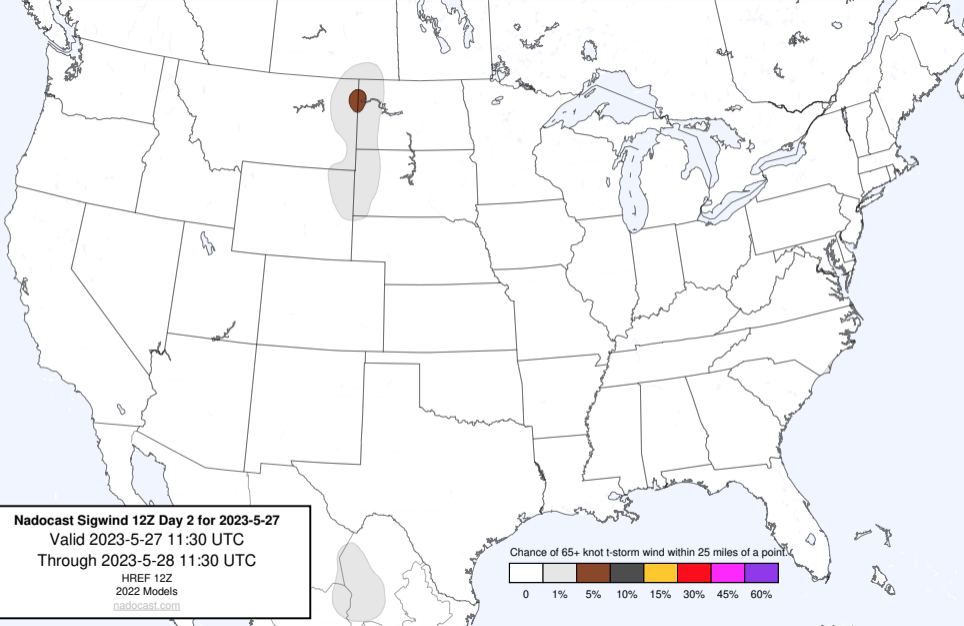 Nadocast Sigwind 12Z Day 2 for 2023-5-27
Valid 2023-5-27 11:30 UTC
Through 2023-5-28 11:30 UTC
HREF 12Z
2022 Models
nadocast.com
Chance of 65+ knot t-storm wind within 25 miles of a point.
0 1% 5% 10% 15% 30% 45% 60%